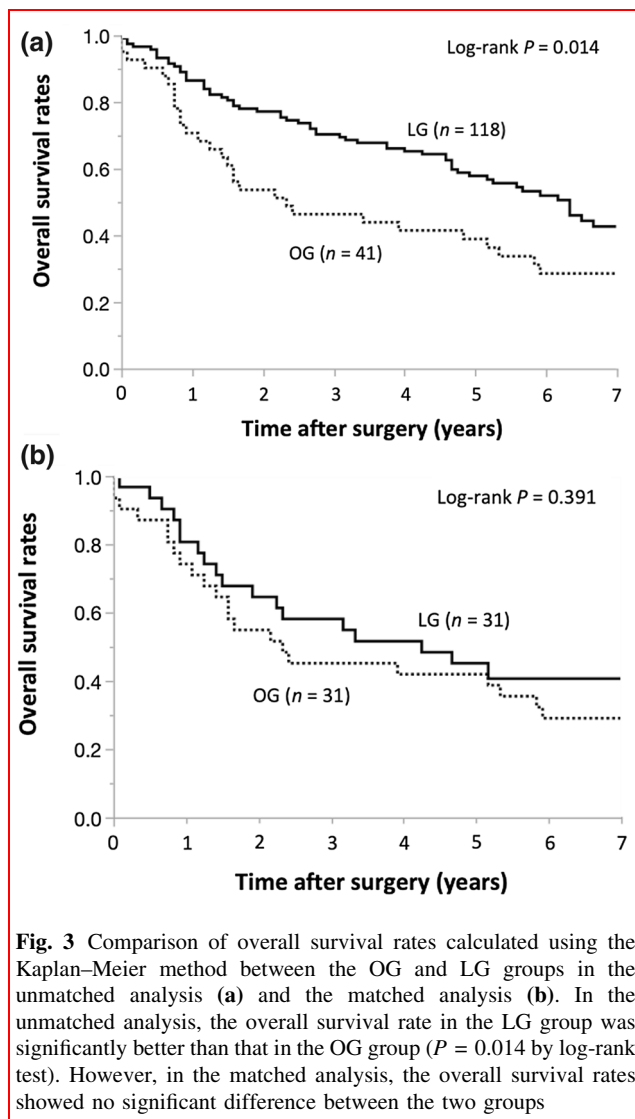 (a)
Log-rank P = 0.014
LG (n = 118)
OG (n = 41)
Overall survival rates
1.0
0.8
0.6
0.4
0.2
0.0
0 1 2 3 4 5 6 7
Time after surgery (years)
(b)
Log-rank P = 0.391
LG (n = 31)
OG (n = 31)
Overall survival rates
1.0
0.8
0.6
0.4
0.2
0.0
0 1 2 3 4 5 6 7
Time after surgery (years)
Fig. 3 Comparison of overall survival rates calculated using the
Kaplan–Meier method between the OG and LG groups in the
unmatched analysis (a) and the matched analysis (b). In the
unmatched analysis, the overall survival rate in the LG group was
significantly better than that in the OG group (P = 0.014 by log-rank
test). However, in the matched analysis, the overall survival rates
showed no significant difference between the two groups